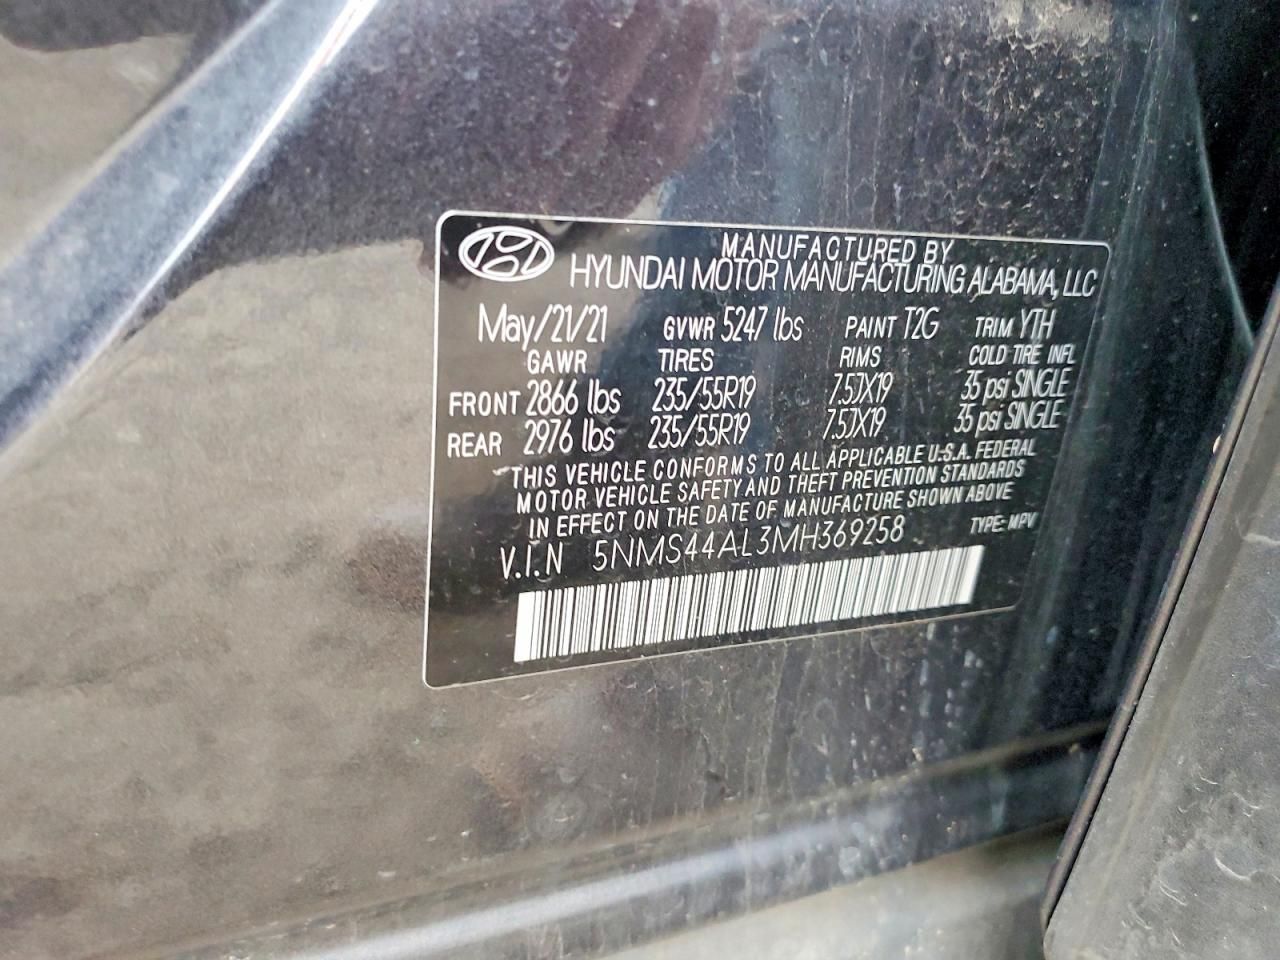 MANUFACTURED BY
HYUNDAI MOTOR MANUFACTURING ALABAMA, LLC
May/21/21 GVWR 5247 lbs PAINT T2G TRIM YTH
GAWR TIRES RIMS COLD TIRE INFL
FRONT 2866 lbs 235/55R19 7.5JX19 35 psi SINGLE
REAR 2976 lbs 235/55R19 7.5JX19 35 psi SINGLE
THIS VEHICLE CONFORMS TO ALL APPLICABLE U.S.A. FEDERAL
MOTOR VEHICLE SAFETY AND THEFT PREVENTION STANDARDS
IN EFFECT ON THE DATE OF MANUFACTURE SHOWN ABOVE
V.I.N 5NMS44AL3MH369258 TYPE: MPV